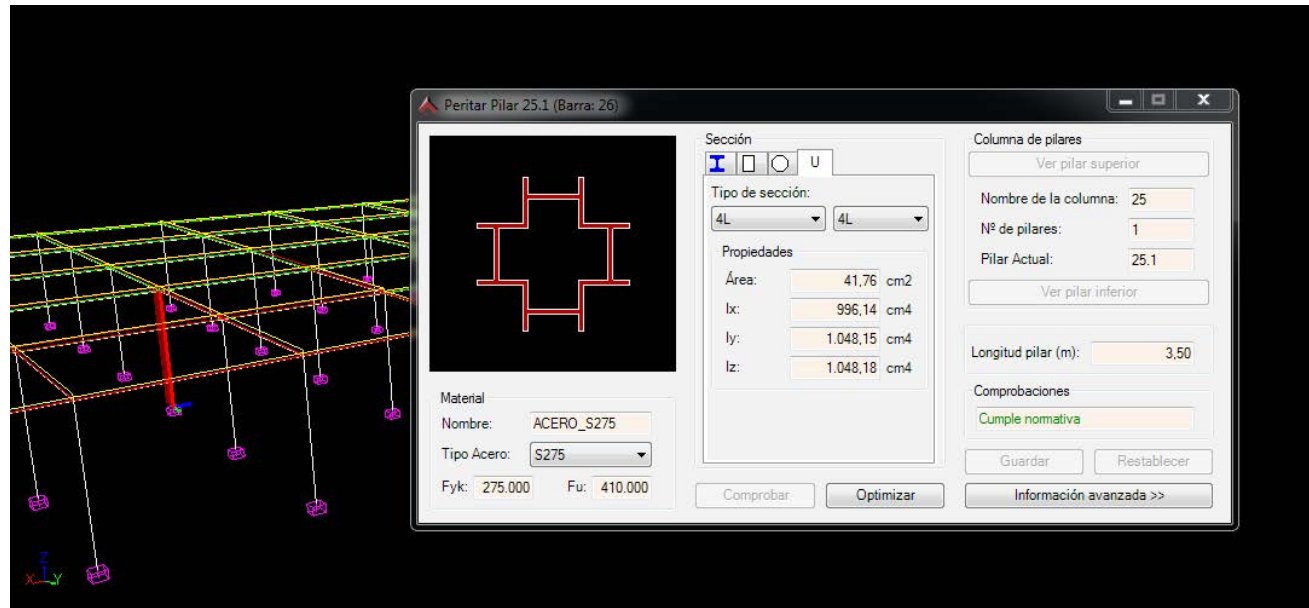 Peritar Pilar 25.1 (Barra: 26)
Sección
U
Tipo de sección:
4L 4L
Propiedades
Área: 41,76 cm2
Ix: 996,14 cm4
Iy: 1.048,15 cm4
Iz: 1.048,18 cm4
Material
Nombre: ACERO_S275
Tipo Acero: S275
Fyk: 275.000 Fu: 410.000
Comprobar Optimizar
Columna de pilares
Ver pilar superior
Nombre de la columna: 25
Nº de pilares: 1
Pilar Actual: 25.1
Ver pilar inferior
Longitud pilar (m): 3,50
Comprobaciones
Cumple normativa
Guardar Restablecer
Información avanzada >>
Z
X Y